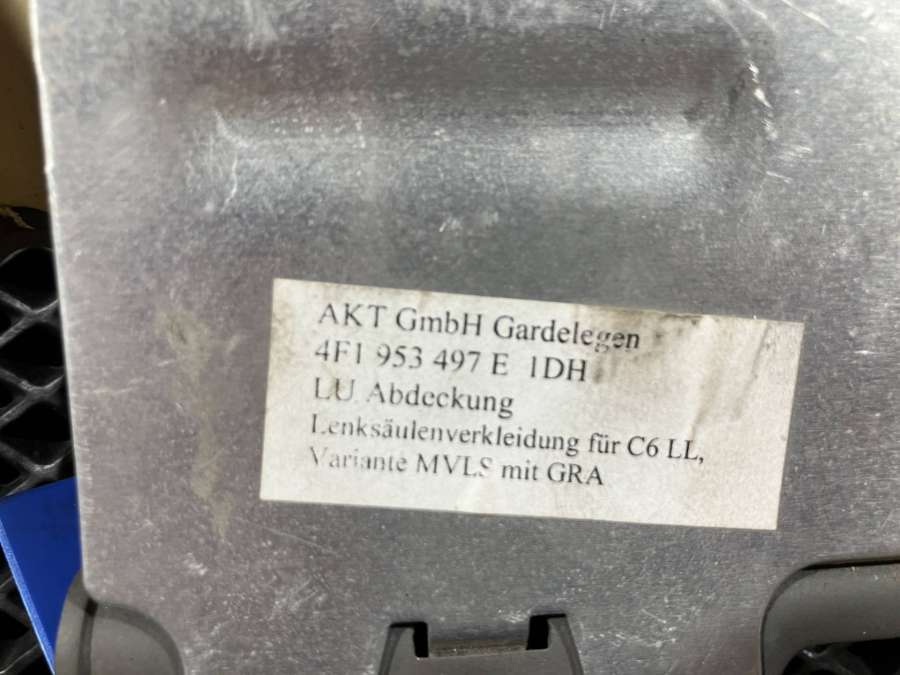 AKT GmbH Gardelegen
4F1 953 497 E 1DH
LU Abdeckung
Lenksäulenverkleidung für C6 LL,
Variante MVLS mit GRA